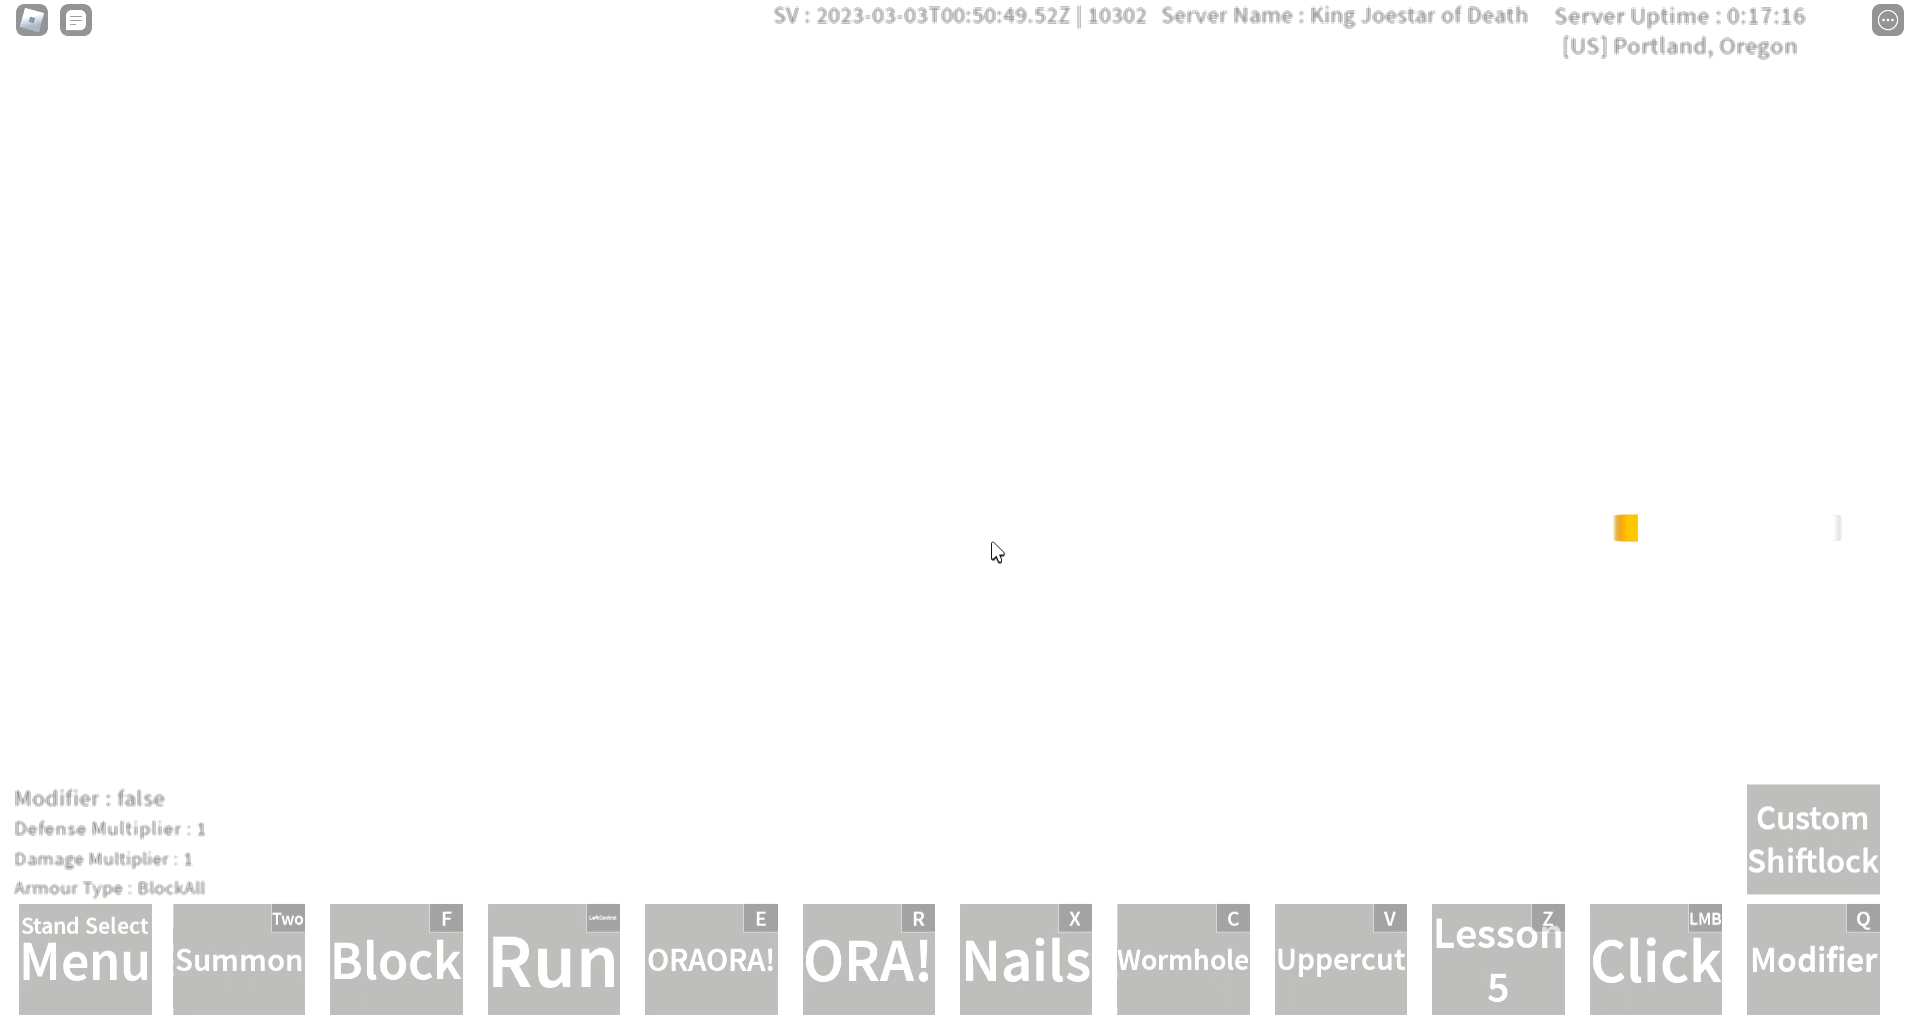 SV : 2023-03-03T00:50:49.52Z | 10302 Server Name : King Joestar of Death Server Uptime : 0:17:16
[US] Portland, Oregon
Modifier : false
Defense Multiplier : 1
Damage Multiplier : 1
Armour Type : BlockAll
Custom
Shiftlock
Stand Select
Menu
Two
Summon
F
Block
LeftControl
Run
E
ORAORA!
R
ORA!
X
Nails
C
Wormhole
V
Uppercut
Z
Lesson
5
LMB
Click
Q
Modifier